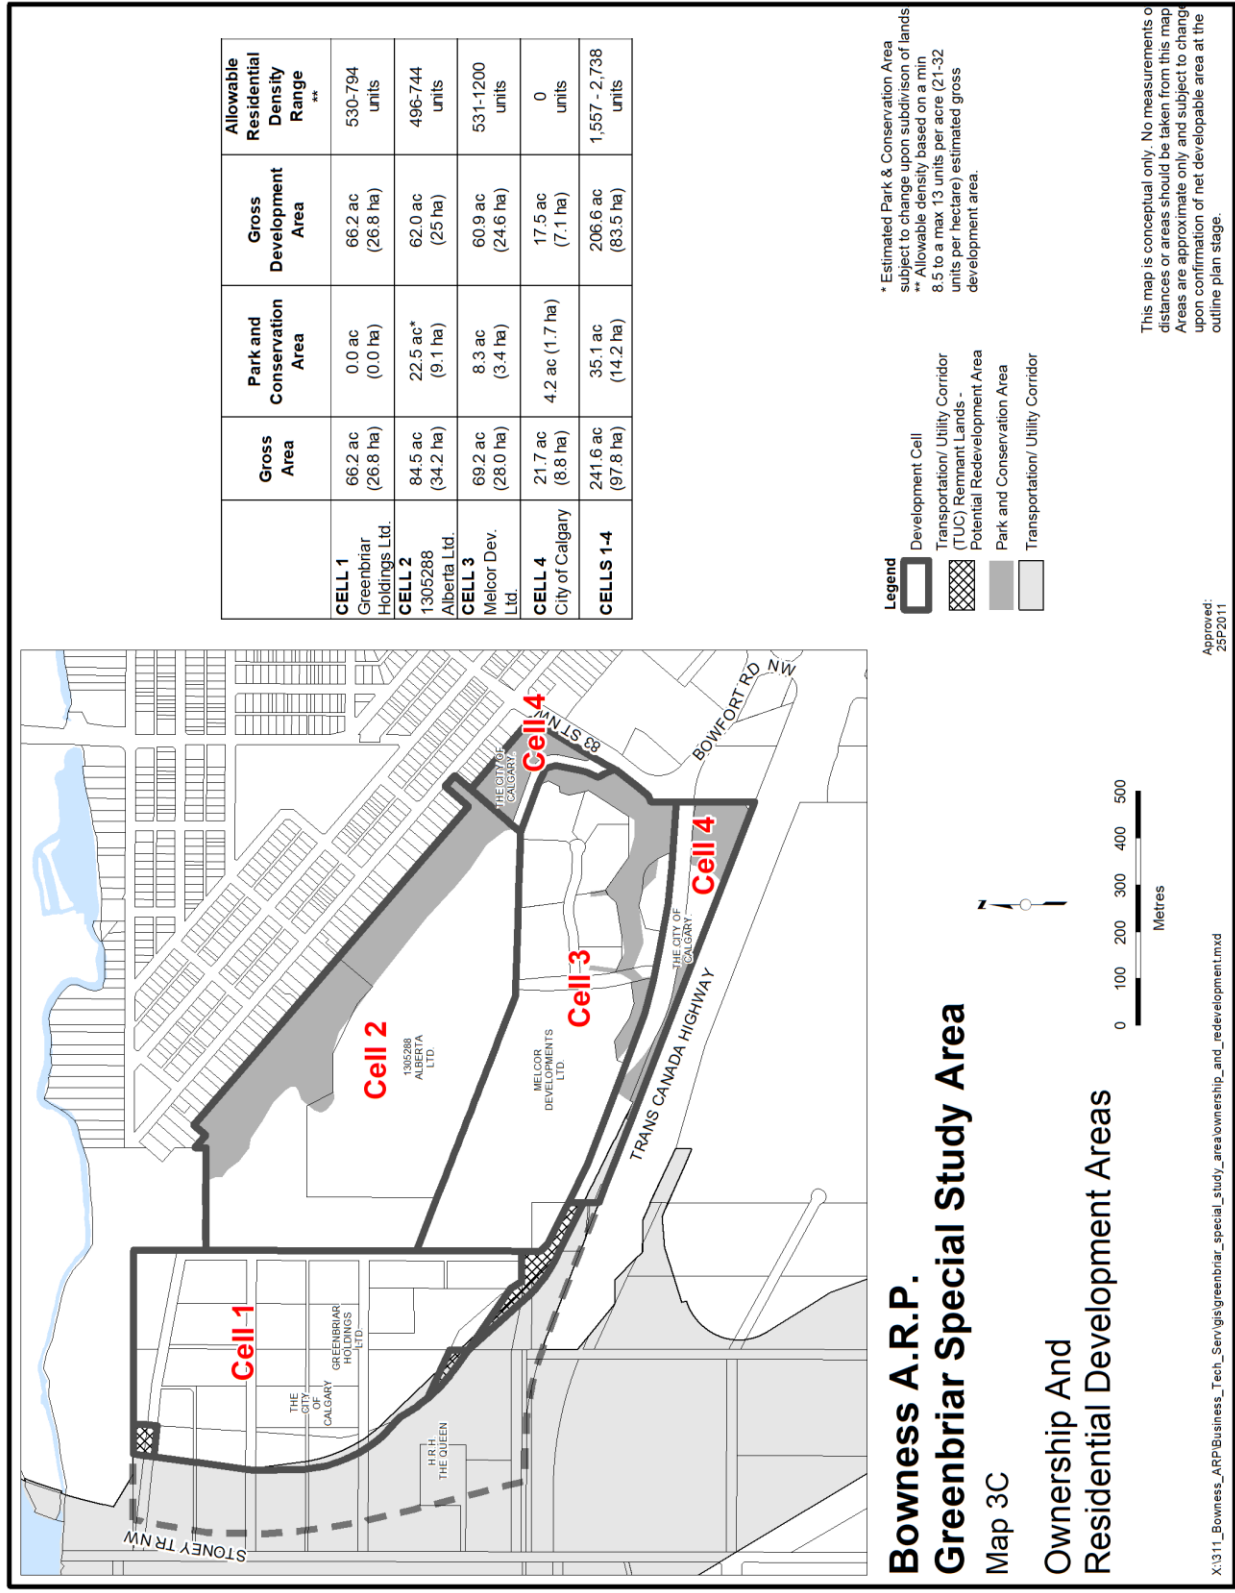 STONEY TR NW
H R H
THE QUEEN
THE
CITY
OF
CALGARY
Cell 1
GREENBRIAR
HOLDINGS
LTD.
Cell 2
1305288
ALBERTA
LTD.
MELCOR
DEVELOPMENTS
LTD.
Cell 3
TRANS CANADA HIGHWAY
THE CITY OF
CALGARY
Cell 4
THE CITY OF
CALGARY
Cell 4
83 ST NW
BOWFORT RD NW
Gross
Area
Park and
Conservation
Area
Gross
Development
Area
Allowable
Residential
Density
Range
**
CELL 1
Greenbriar
Holdings Ltd.
66.2 ac
(26.8 ha)
0.0 ac
(0.0 ha)
66.2 ac
(26.8 ha)
530-794
units
CELL 2
1305288
Alberta Ltd.
84.5 ac
(34.2 ha)
22.5 ac*
(9.1 ha)
62.0 ac
(25 ha)
496-744
units
CELL 3
Melcor Dev.
Ltd.
69.2 ac
(28.0 ha)
8.3 ac
(3.4 ha)
60.9 ac
(24.6 ha)
531-1200
units
CELL 4
City of Calgary
21.7 ac
(8.8 ha)
4.2 ac (1.7 ha)
17.5 ac
(7.1 ha)
0
units
CELLS 1-4
241.6 ac
(97.8 ha)
35.1 ac
(14.2 ha)
206.6 ac
(83.5 ha)
1,557 - 2,738
units
Bowness A.R.P.
Greenbriar Special Study Area
Map 3C
Ownership And
Residential Development Areas
N
0 100 200 300 400 500
Metres
Legend
Development Cell
Transportation/ Utility Corridor
(TUC) Remnant Lands -
Potential Redevelopment Area
Park and Conservation Area
Transportation/ Utility Corridor
* Estimated Park & Conservation Area
subject to change upon subdivison of lands
** Allowable density based on a min
8.5 to a max 13 units per acre (21-32
units per hectare) estimated gross
development area.
This map is conceptual only. No measurements o
distances or areas should be taken from this map
Areas are approximate only and subject to change
upon confirmation of net developable area at the
outline plan stage.
Approved:
25P2011
X:\311_Bowness_ARP\Business_Tech_Serv\gis\greenbriar_special_study_area\ownership_and_redevelopment.mxd